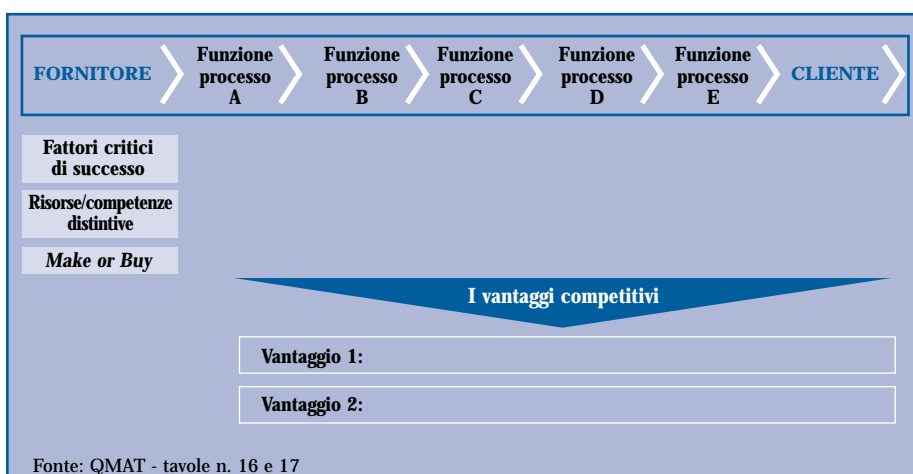 FORNITORE
Funzione
processo
A
Funzione
processo
B
Funzione
processo
C
Funzione
processo
D
Funzione
processo
E
CLIENTE
Fattori critici
di successo
Risorse/competenze
distintive
Make or Buy
I vantaggi competitivi
Vantaggio 1:
Vantaggio 2:
Fonte: QMAT - tavole n. 16 e 17